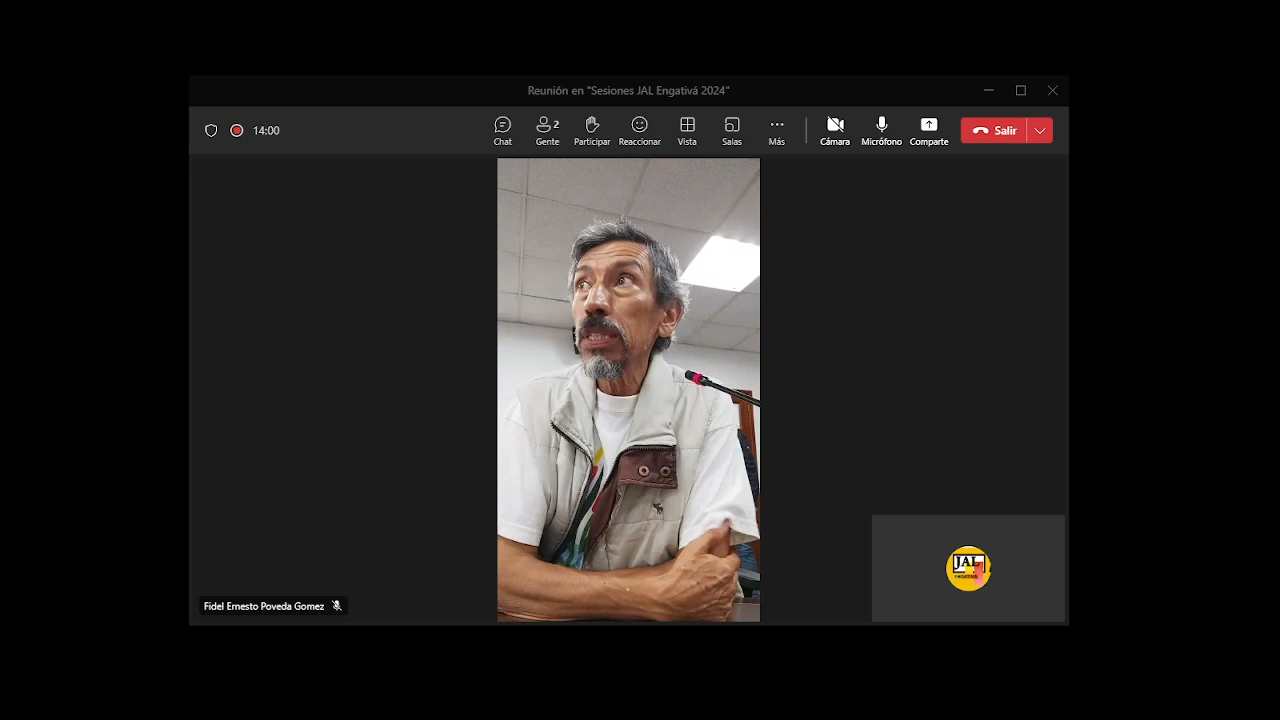 Reunión en "Sesiones JAL Engativá 2024"
14:00
Chat
2
Gente
Participar
Reaccionar
Vista
Salas
Más
Cámara
Micrófono
Comparte
Salir
JAL
ENGATIVÁ
Fidel Ernesto Poveda Gomez